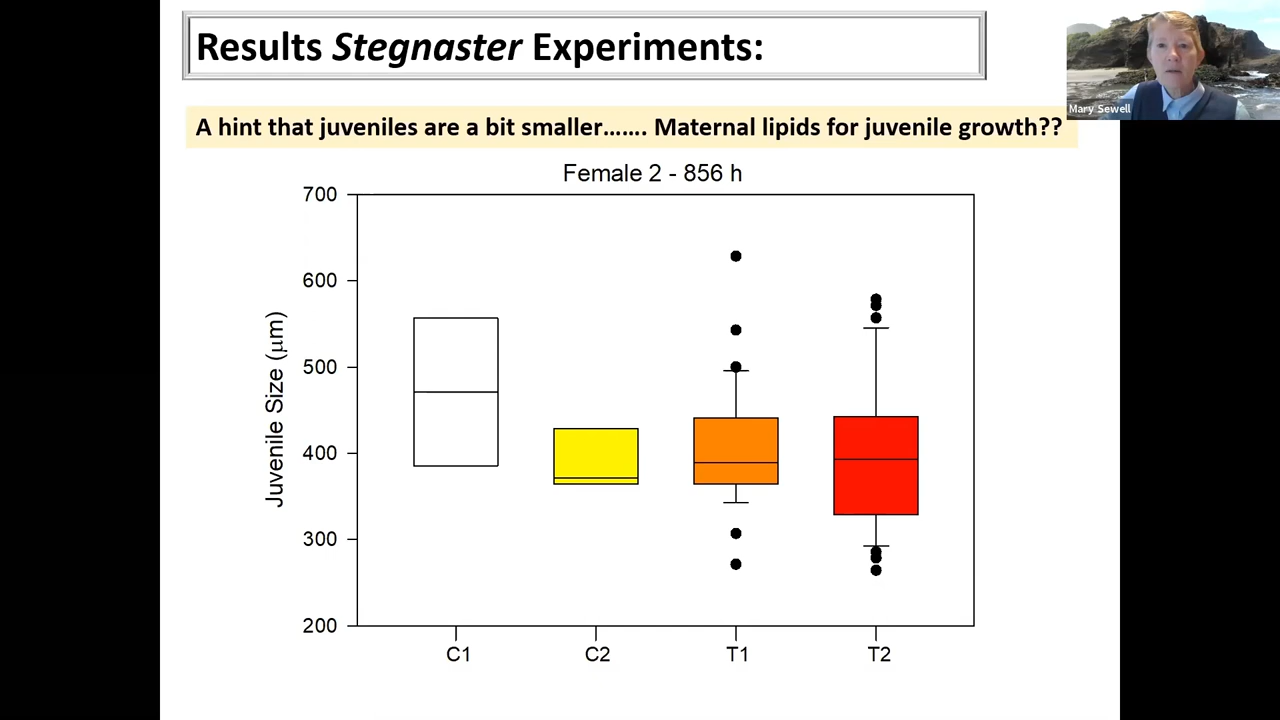 Results Stegnaster Experiments:
Mary Sewell
A hint that juveniles are a bit smaller....... Maternal lipids for juvenile growth??
Female 2 - 856 h
700
600
500
400
300
200
Juvenile Size (μm)
C1 C2 T1 T2